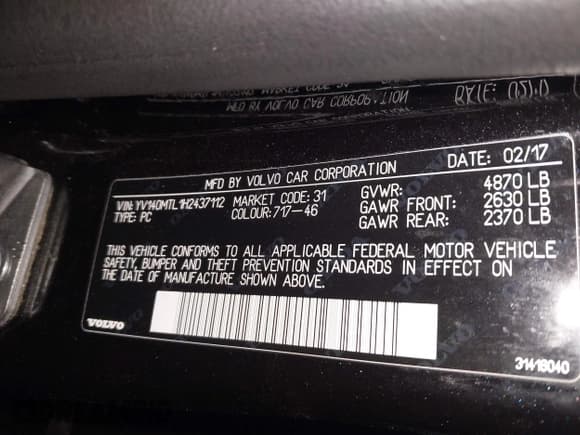 MFD BY VOLVO CAR CORPORATION DATE: 02/17
VIN: YV140MTL1H2437112 MARKET CODE: 31 GVWR: 4870 LB
TYPE: PC COLOUR: 717-46 GAWR FRONT: 2630 LB
GAWR REAR: 2370 LB
THIS VEHICLE CONFORMS TO ALL APPLICABLE FEDERAL MOTOR VEHICLE
SAFETY, BUMPER AND THEFT PREVENTION STANDARDS IN EFFECT ON
THE DATE OF MANUFACTURE SHOWN ABOVE.
VOLVO
31418040